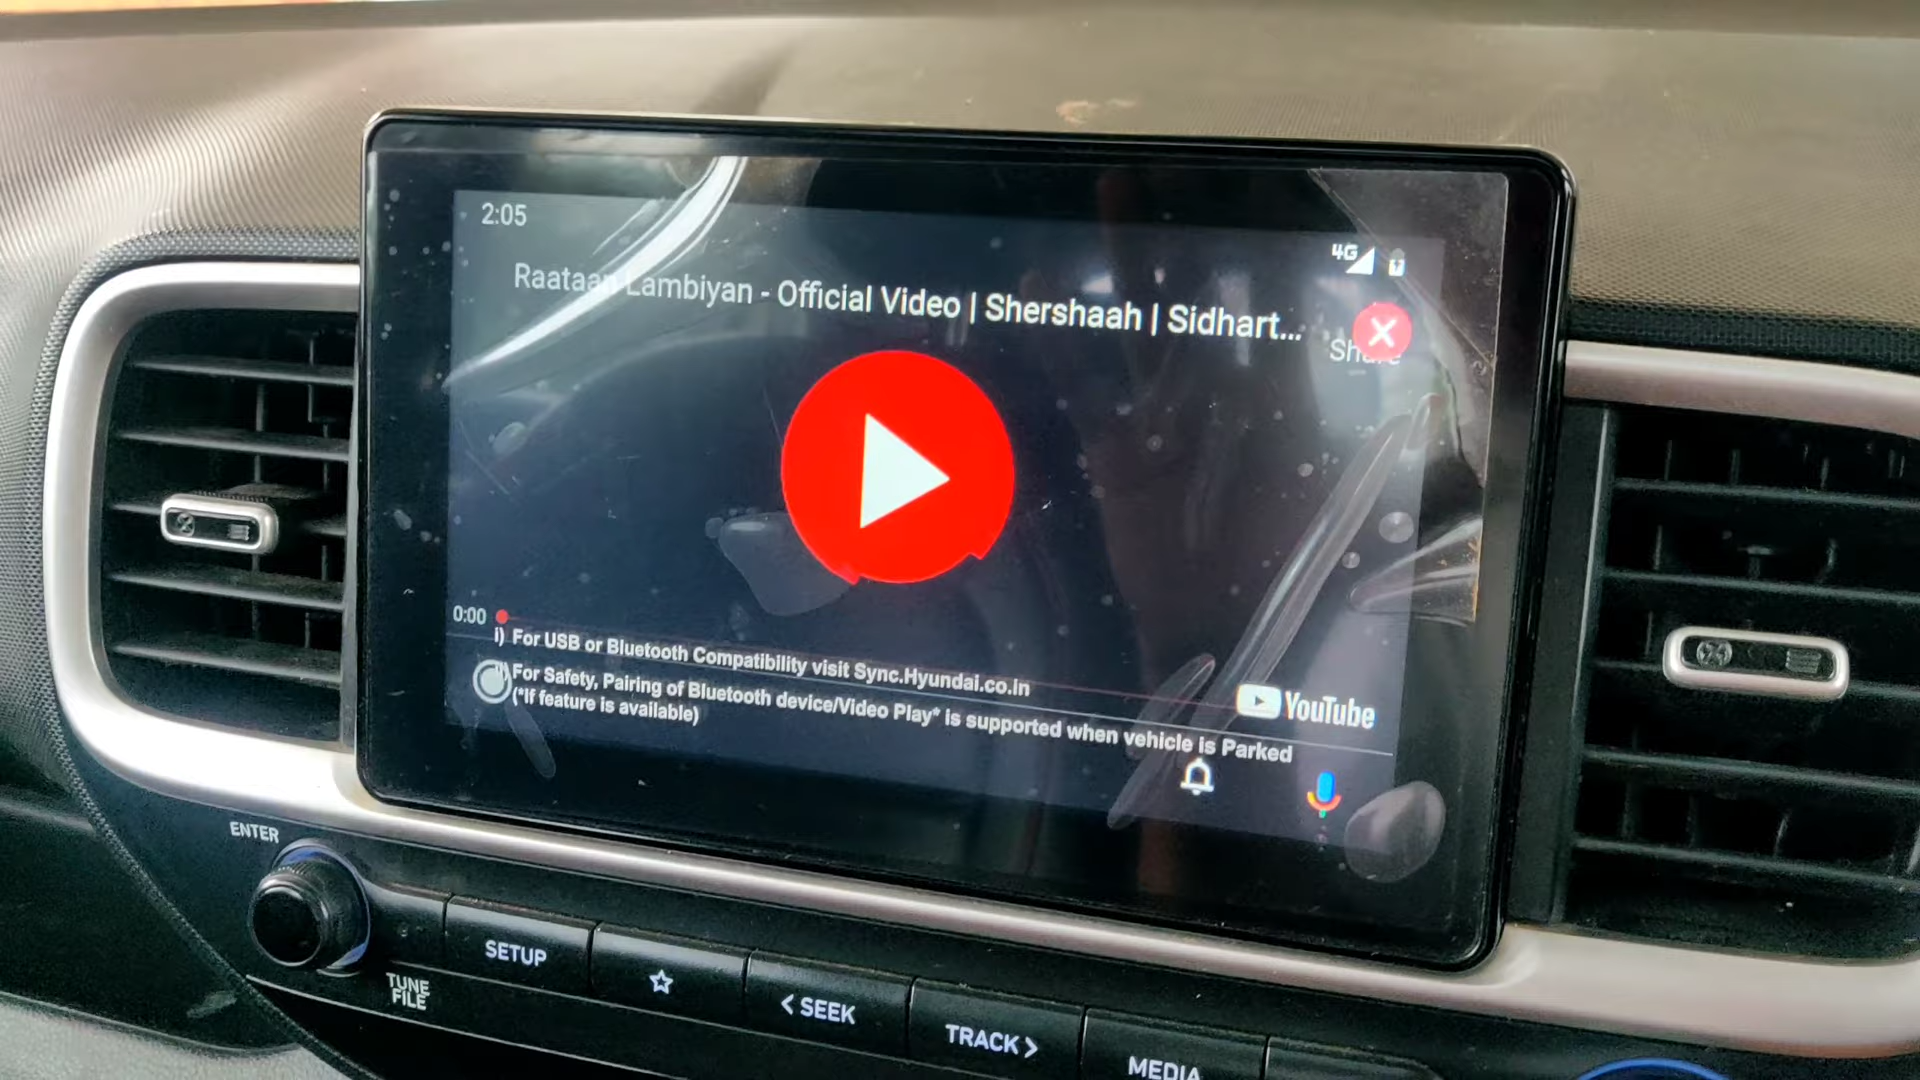 2:05
4G
Raataan Lambiyan - Official Video | Shershaah | Sidhart...
Share
0:00
i) For USB or Bluetooth Compatibility visit Sync.Hyundai.co.in
ii) For Safety, Pairing of Bluetooth device/Video Play* is supported when vehicle is Parked
(*If feature is available)
YouTube
ENTER
TUNE
FILE
SETUP
< SEEK
TRACK >
MEDIA